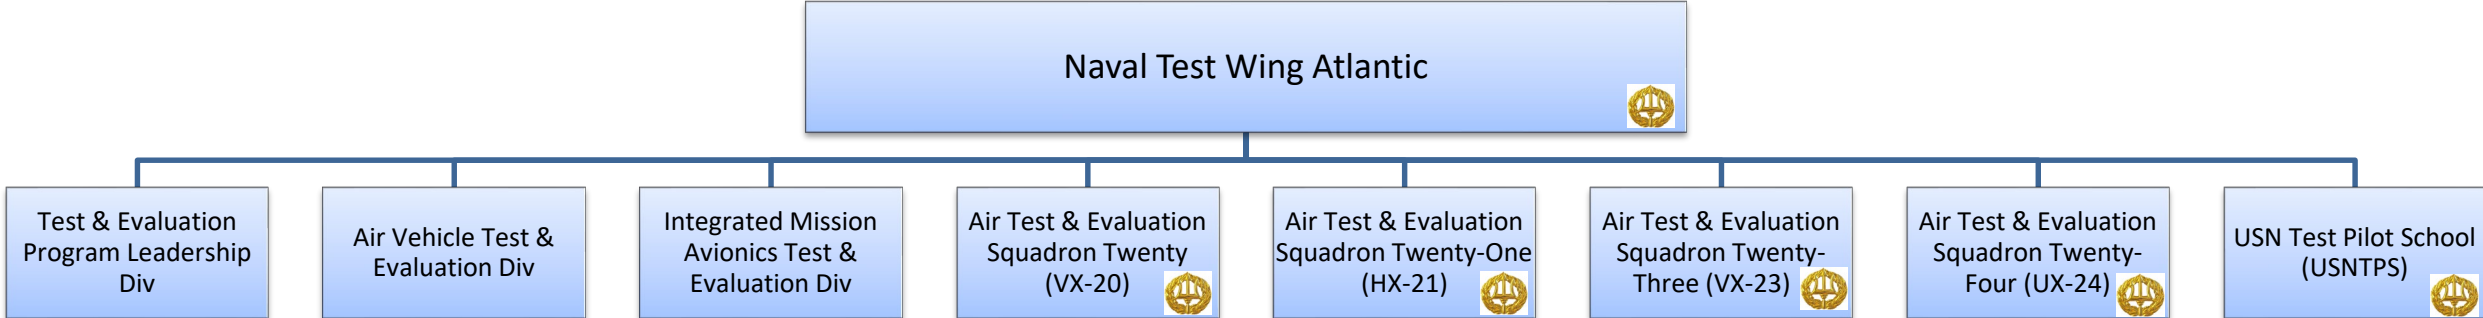 Naval Test Wing Atlantic
Test & Evaluation
Program Leadership
Div
Air Vehicle Test &
Evaluation Div
Integrated Mission
Avionics Test &
Evaluation Div
Air Test & Evaluation
Squadron Twenty
(VX-20)
Air Test & Evaluation
Squadron Twenty-One
(HX-21)
Air Test & Evaluation
Squadron Twenty-
Three (VX-23)
Air Test & Evaluation
Squadron Twenty-
Four (UX-24)
USN Test Pilot School
(USNTPS)